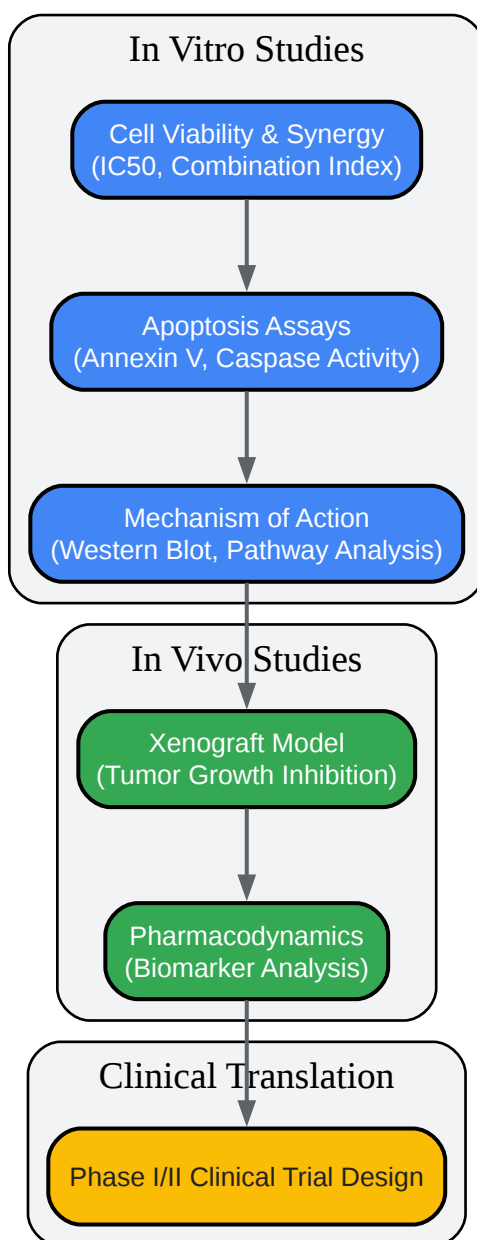 In Vitro Studies
Cell Viability & Synergy
(IC50, Combination Index)
Apoptosis Assays
(Annexin V, Caspase Activity)
Mechanism of Action
(Western Blot, Pathway Analysis)
In Vivo Studies
Xenograft Model
(Tumor Growth Inhibition)
Pharmacodynamics
(Biomarker Analysis)
Clinical Translation
Phase I/II Clinical Trial Design